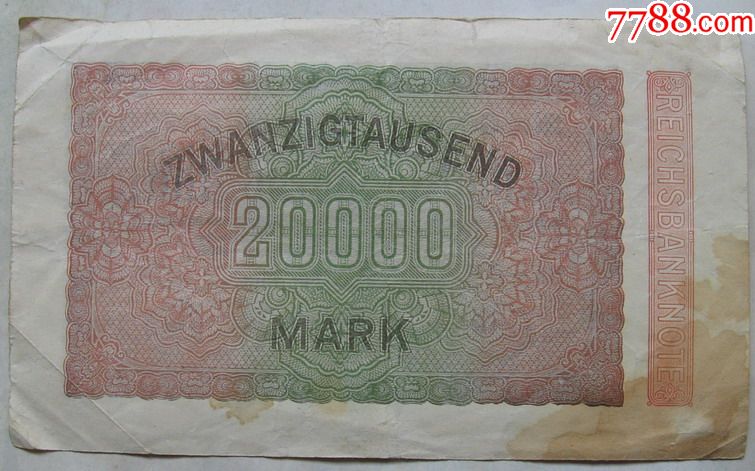 7788.com
ZWANZIGTAUSEND
20000
MARK
REICHSBANKNOTE